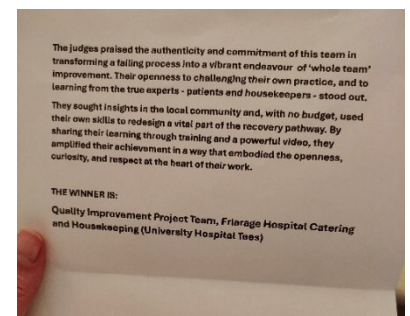 The judges praised the authenticity and commitment of this team in
transforming a failing process into a vibrant endeavour of 'whole team'
improvement. Their openness to challenging their own practice, and to
learning from the true experts - patients and housekeepers - stood out.
They sought insights in the local community and, with no budget, used
their own skills to redesign a vital part of the recovery pathway. By
sharing their learning through training and a powerful video, they
amplified their achievement in a way that embodied the openness,
curiosity, and respect at the heart of their work.
THE WINNER IS:
Quality Improvement Project Team, Friarage Hospital Catering
and Housekeeping (University Hospital Tees)